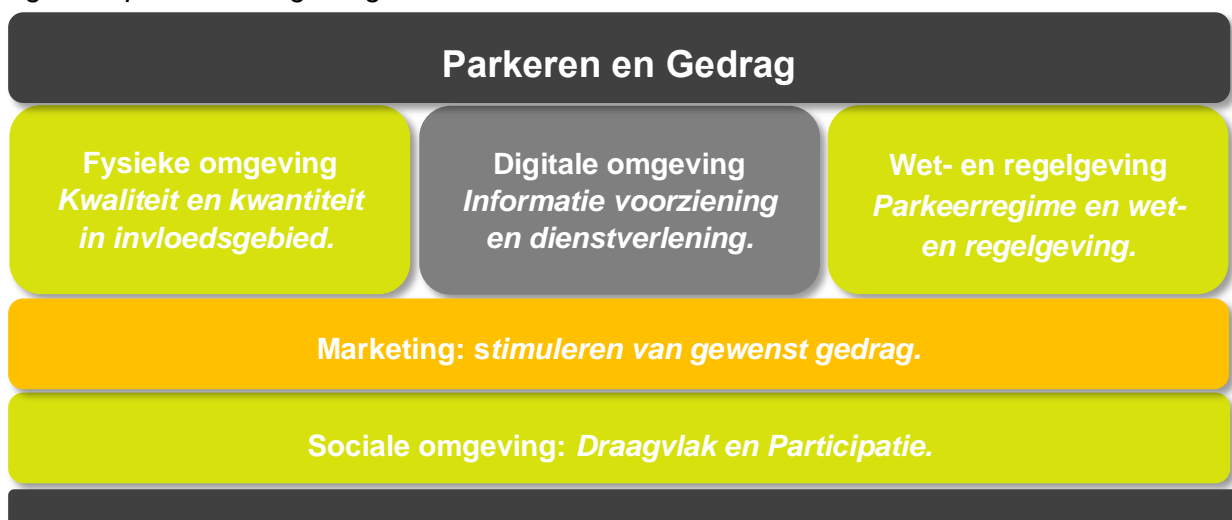 Parkeren en Gedrag
Fysieke omgeving
Kwaliteit en kwantiteit
in invloedsgebied.
Digitale omgeving
Informatie voorziening
en dienstverlening.
Wet- en regelgeving
Parkeerregime en wet-
en regelgeving.
Marketing: stimuleren van gewenst gedrag.
Sociale omgeving: Draagvlak en Participatie.